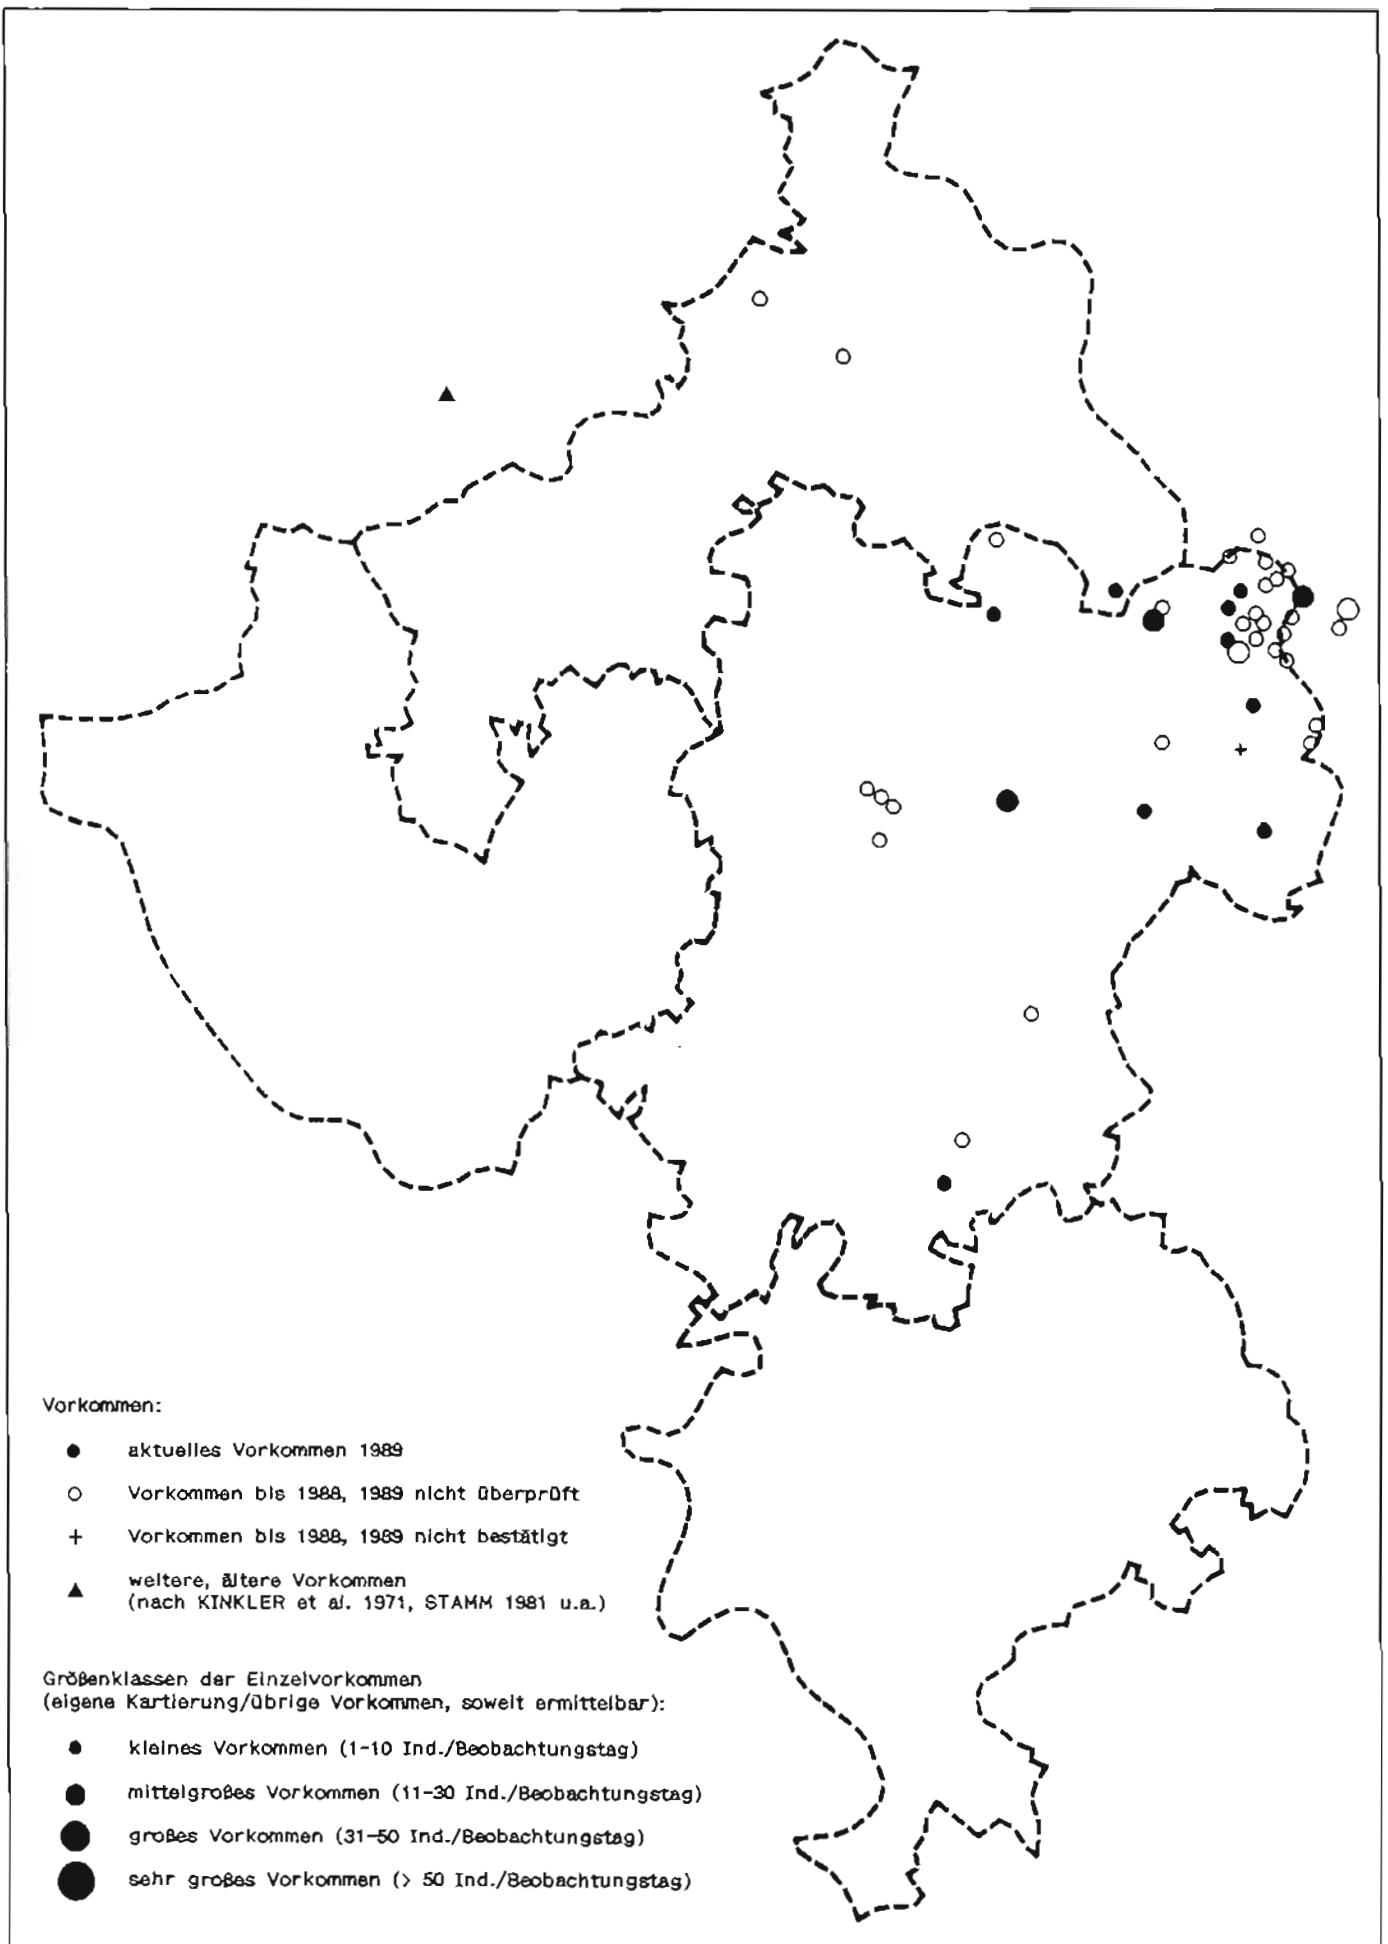 Vorkommen:
aktuelles Vorkommen 1989
Vorkommen bis 1988, 1989 nicht überprüft
Vorkommen bis 1988, 1989 nicht bestätigt
weitere, ältere Vorkommen
(nach KINKLER et al. 1971, STAMM 1981 u.a.)
Größenklassen der Einzelvorkommen
(eigene Kartierung/übrige Vorkommen, soweit ermittelbar):
kleines Vorkommen (1-10 Ind./Beobachtungstag)
mittelgroßes Vorkommen (11-30 Ind./Beobachtungstag)
großes Vorkommen (31-50 Ind./Beobachtungstag)
sehr großes Vorkommen (> 50 Ind./Beobachtungstag)